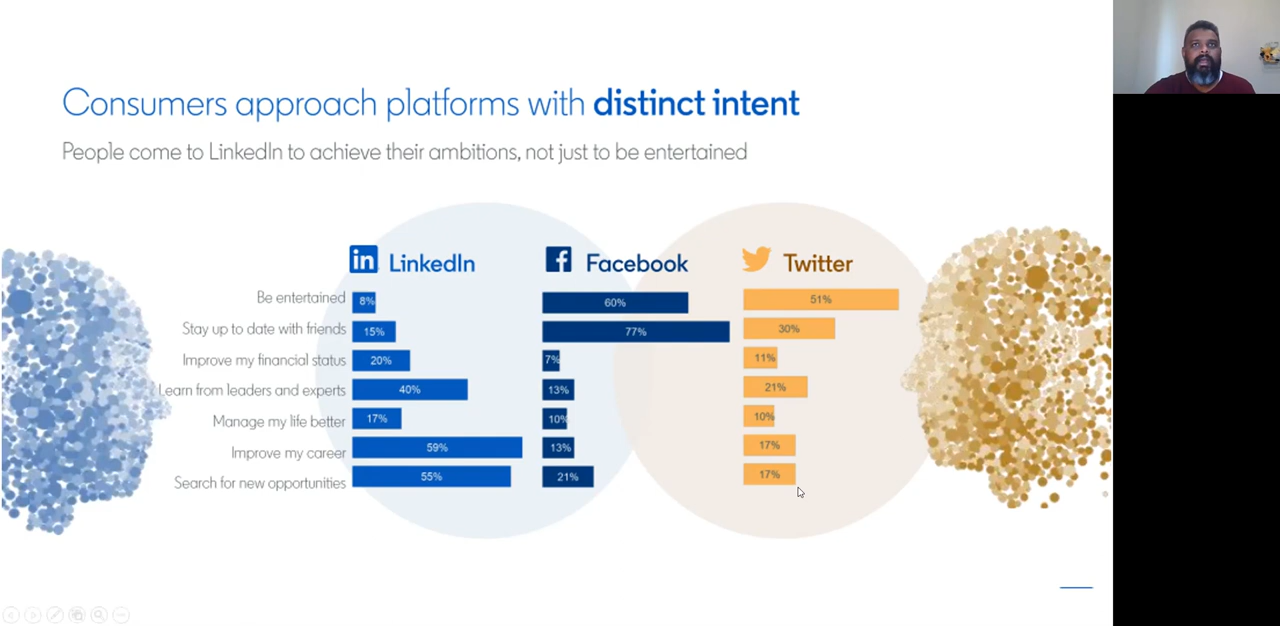 Consumers approach platforms with distinct intent
People come to LinkedIn to achieve their ambitions, not just to be entertained
in LinkedIn f Facebook Twitter
Be entertained 8% 60% 51%
Stay up to date with friends 15% 77% 30%
Improve my financial status 20% 7% 11%
Learn from leaders and experts 40% 13% 21%
Manage my life better 17% 10% 10%
Improve my career 59% 13% 17%
Search for new opportunities 55% 21% 17%